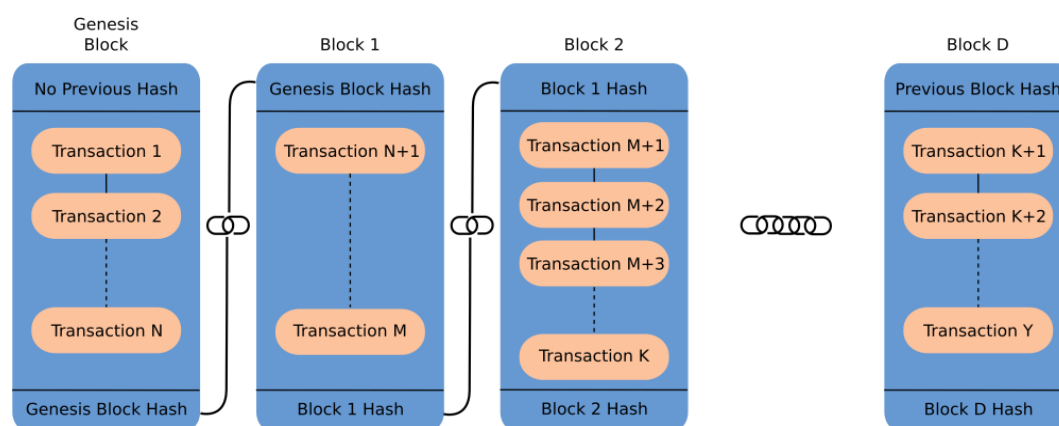 Genesis
Block
No Previous Hash
Transaction 1
Transaction 2
Transaction N
Genesis Block Hash
Block 1
Genesis Block Hash
Transaction N+1
Transaction M
Block 1 Hash
Block 2
Block 1 Hash
Transaction M+1
Transaction M+2
Transaction M+3
Transaction K
Block 2 Hash
Block D
Previous Block Hash
Transaction K+1
Transaction K+2
Transaction Y
Block D Hash